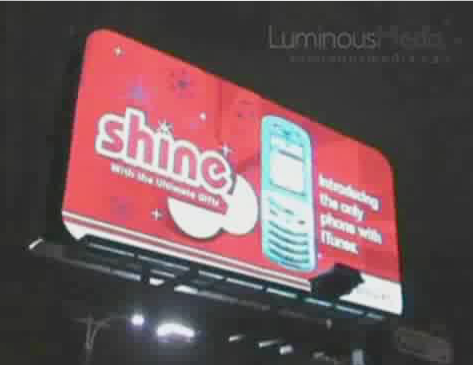 LuminousMedia
shine
With the Ultimate Gift!
Introducing
the only
phone with
iTunes.